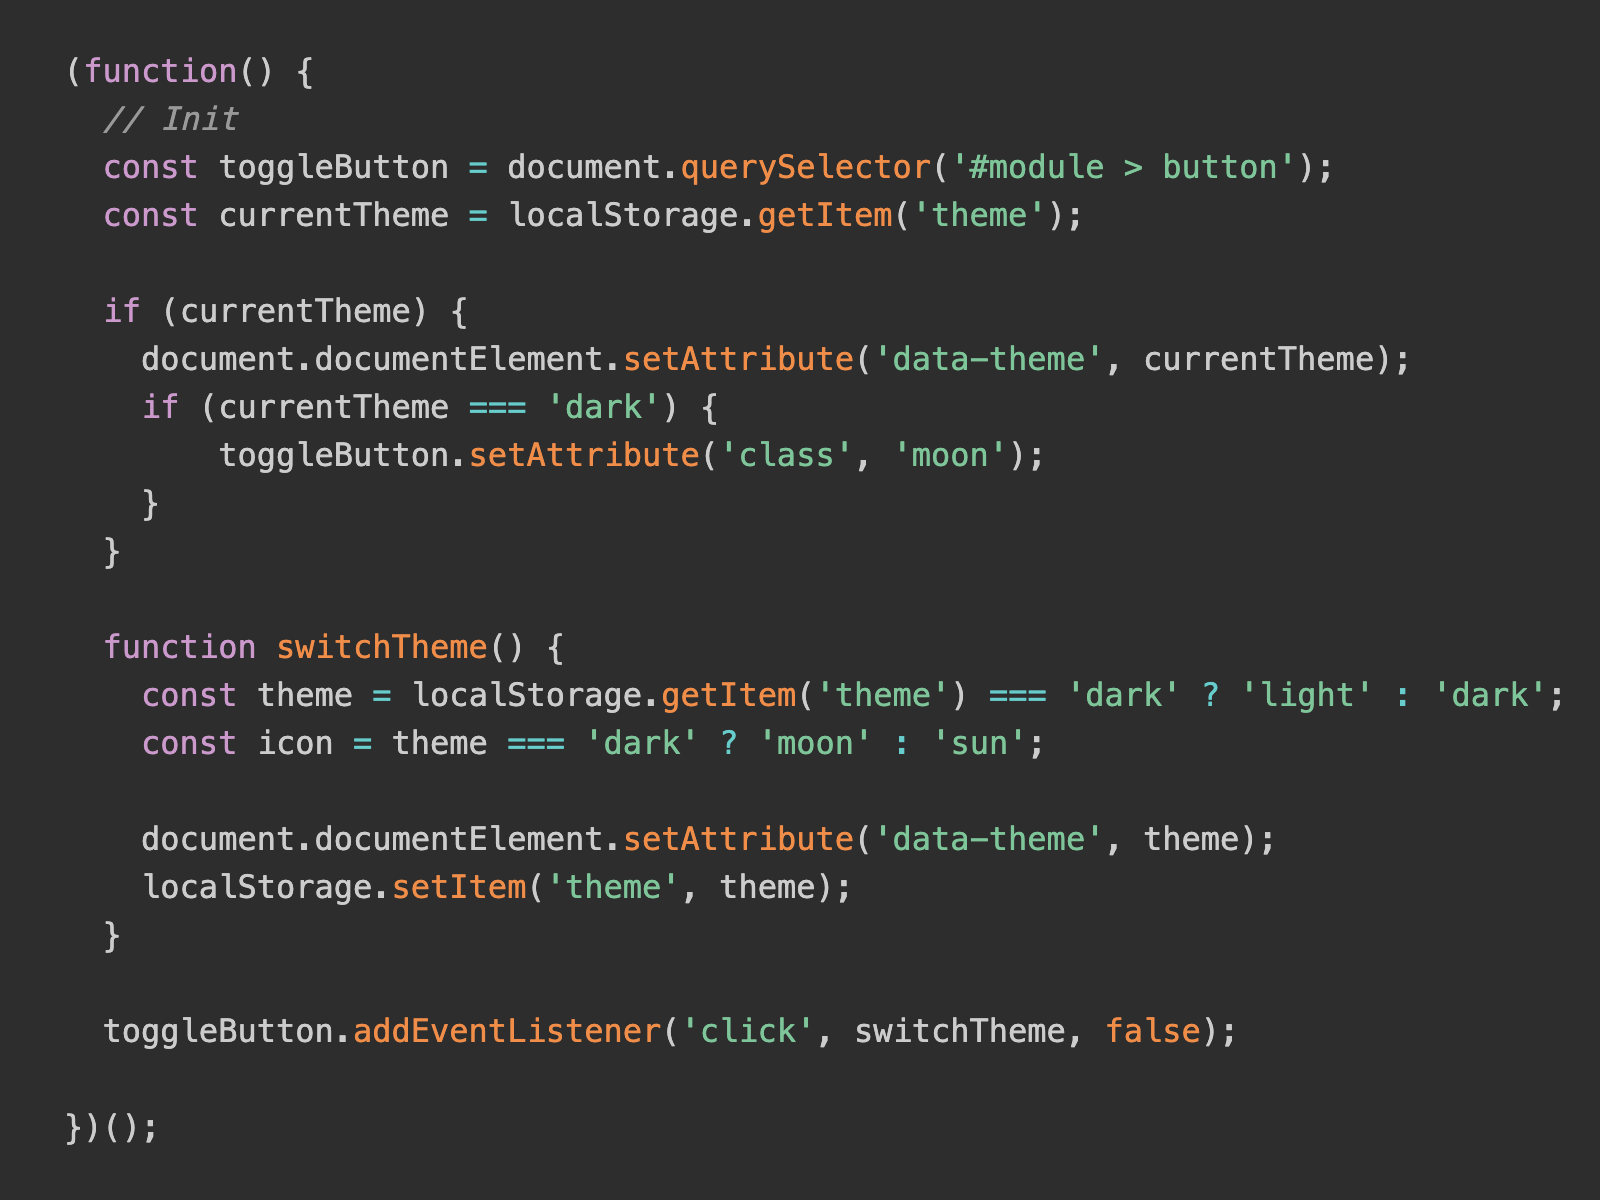 (function() {
  // Init
  const toggleButton = document.querySelector('#module > button');
  const currentTheme = localStorage.getItem('theme');

  if (currentTheme) {
    document.documentElement.setAttribute('data-theme', currentTheme);
    if (currentTheme === 'dark') {
        toggleButton.setAttribute('class', 'moon');
    }
  }

  function switchTheme() {
    const theme = localStorage.getItem('theme') === 'dark' ? 'light' : 'dark';
    const icon = theme === 'dark' ? 'moon' : 'sun';

    document.documentElement.setAttribute('data-theme', theme);
    localStorage.setItem('theme', theme);
  }

  toggleButton.addEventListener('click', switchTheme, false);

})();